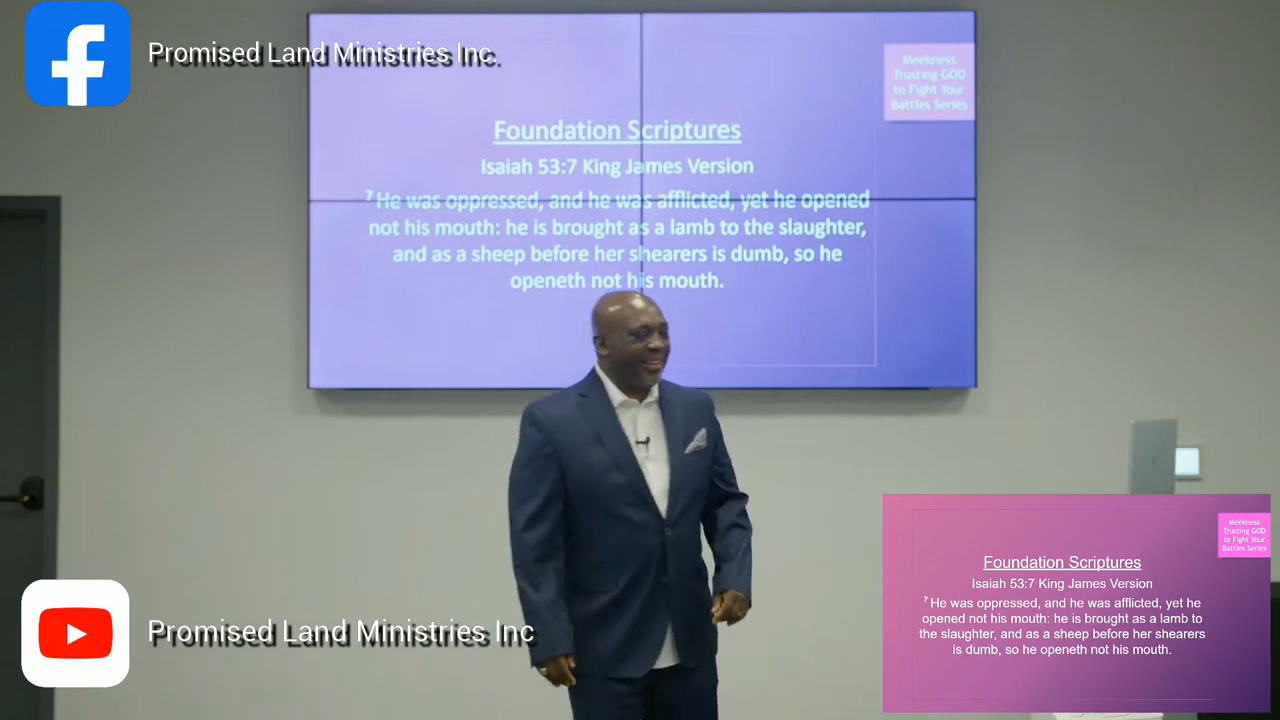 Promised Land Ministries Inc.
Meekness
Trusting GOD
to Fight Your
Battles Series
Foundation Scriptures
Isaiah 53:7 King James Version
7 He was oppressed, and he was afflicted, yet he opened
not his mouth: he is brought as a lamb to the slaughter,
and as a sheep before her shearers is dumb, so he
openeth not his mouth.
Promised Land Ministries Inc
Meekness
Trusting GOD
to Fight Your
Battles Series
Foundation Scriptures
Isaiah 53:7 King James Version
7 He was oppressed, and he was afflicted, yet he
opened not his mouth: he is brought as a lamb to
the slaughter, and as a sheep before her shearers
is dumb, so he openeth not his mouth.